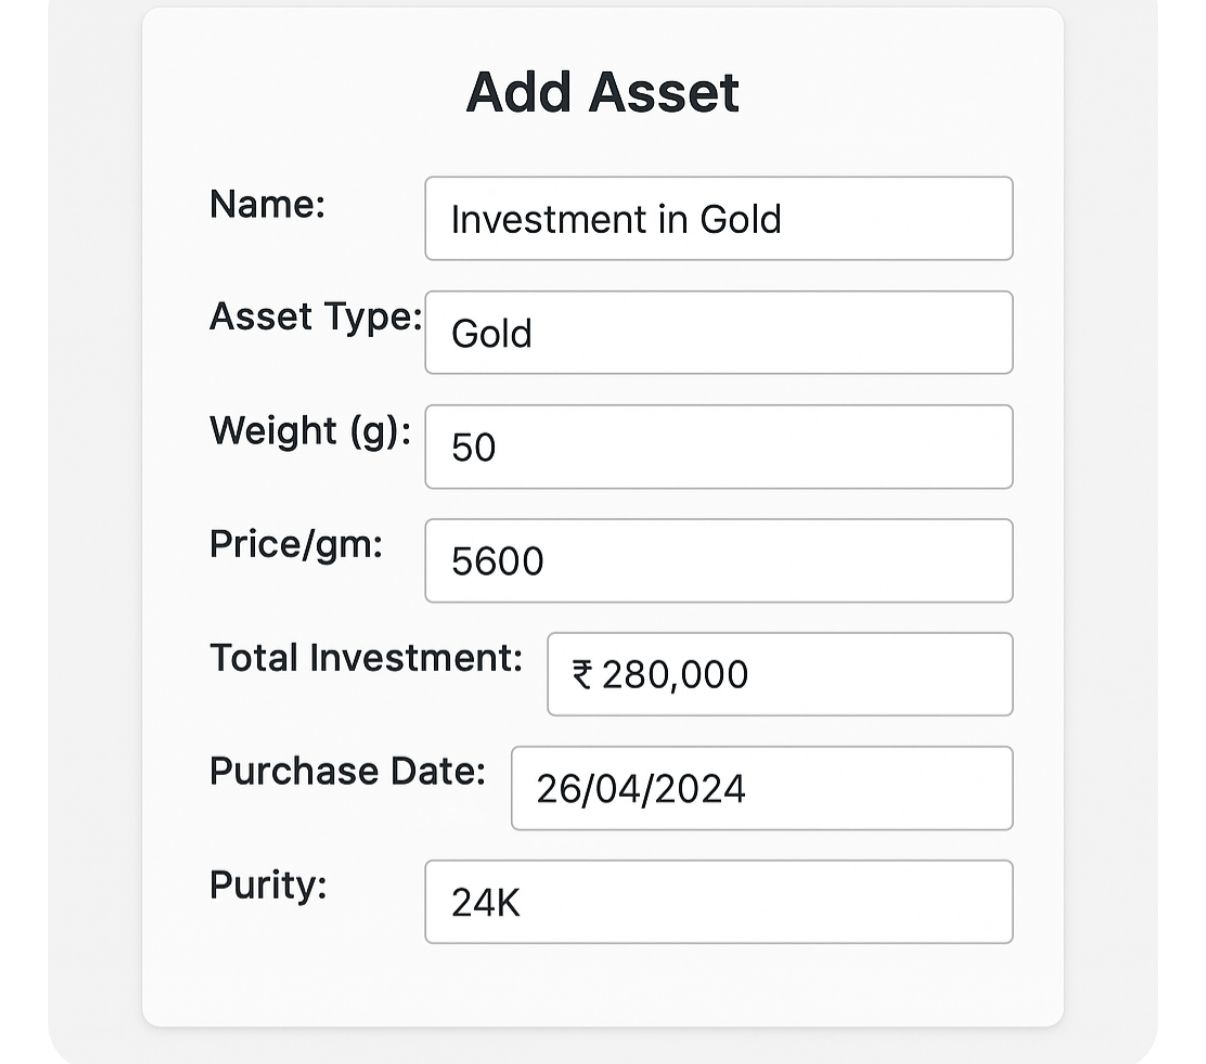 Add Asset
Name: Investment in Gold
Asset Type: Gold
Weight (g): 50
Price/gm: 5600
Total Investment: ₹ 280,000
Purchase Date: 26/04/2024
Purity: 24K